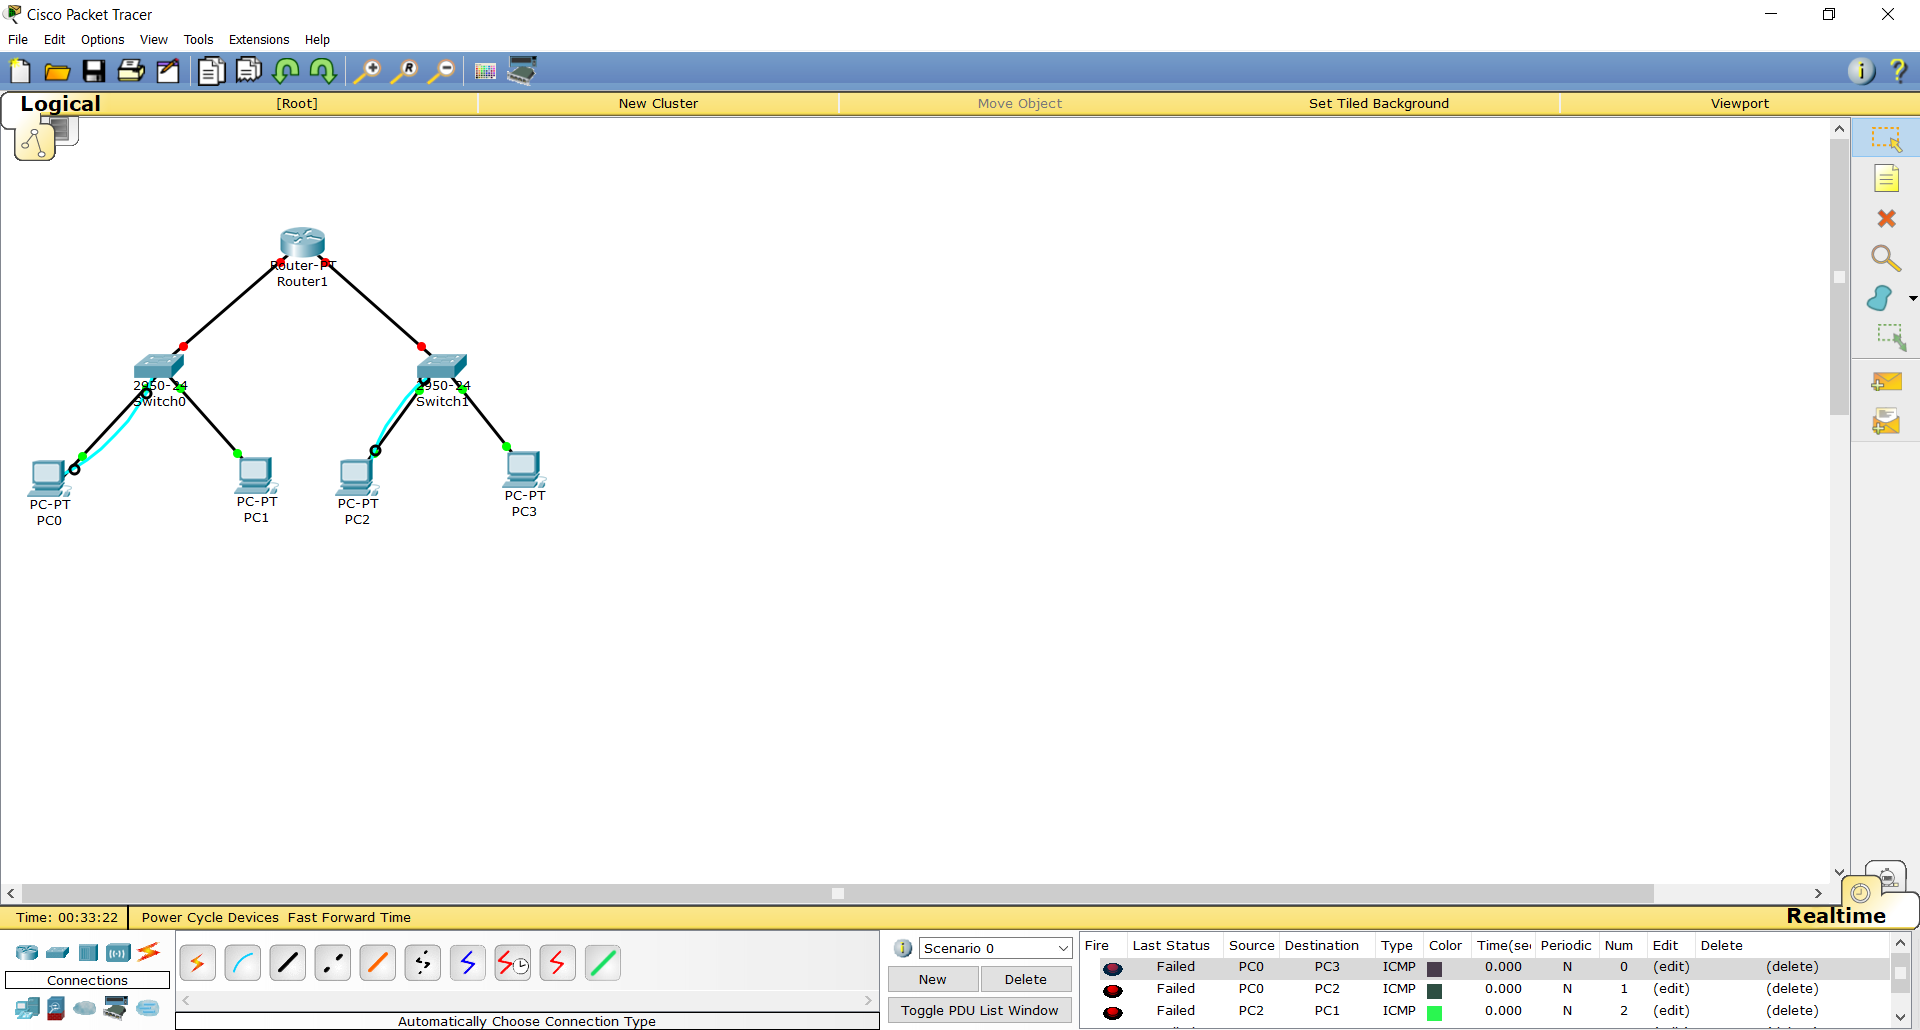 Cisco Packet Tracer
File Edit Options View Tools Extensions Help
Logical [Root] New Cluster Move Object Set Tiled Background Viewport
Router-PT
Router1
2950-24
Switch0
2950-24
Switch1
PC-PT
PC0
PC-PT
PC1
PC-PT
PC2
PC-PT
PC3
Time: 00:33:22 Power Cycle Devices Fast Forward Time
Realtime
Connections
Automatically Choose Connection Type
Scenario 0
New Delete
Toggle PDU List Window
Fire Last Status Source Destination Type Color Time(sec Periodic Num Edit Delete
Failed PC0 PC3 ICMP 0.000 N 0 (edit) (delete)
Failed PC0 PC2 ICMP 0.000 N 1 (edit) (delete)
Failed PC2 PC1 ICMP 0.000 N 2 (edit) (delete)